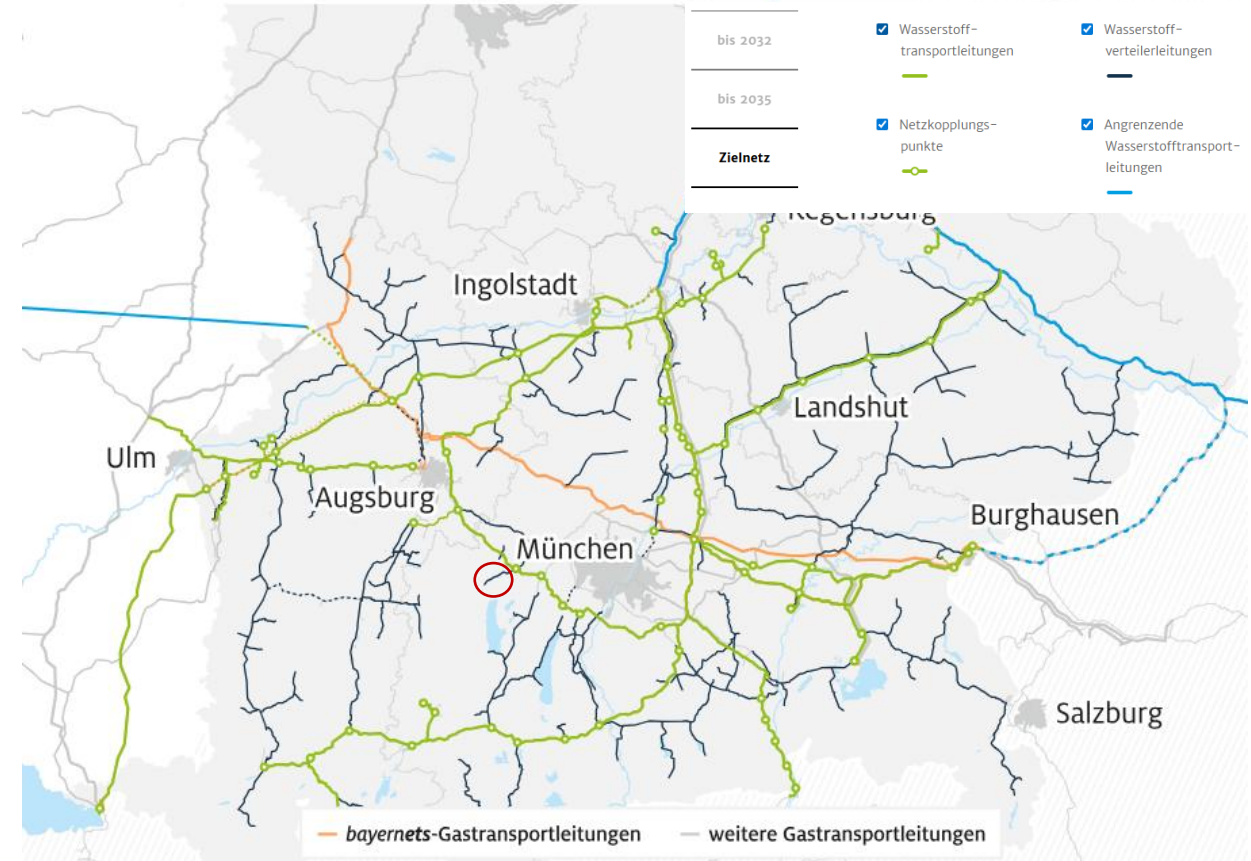 bis 2032
bis 2035
Zielnetz
Wasserstoff-
transportleitungen
Wasserstoff-
verteilerleitungen
Netzkopplungs-
punkte
Angrenzende
Wasserstofftransport-
leitungen
Regensburg
Ingolstadt
Landshut
Ulm
Augsburg
Burghausen
München
Salzburg
bayernets-Gastransportleitungen
weitere Gastransportleitungen